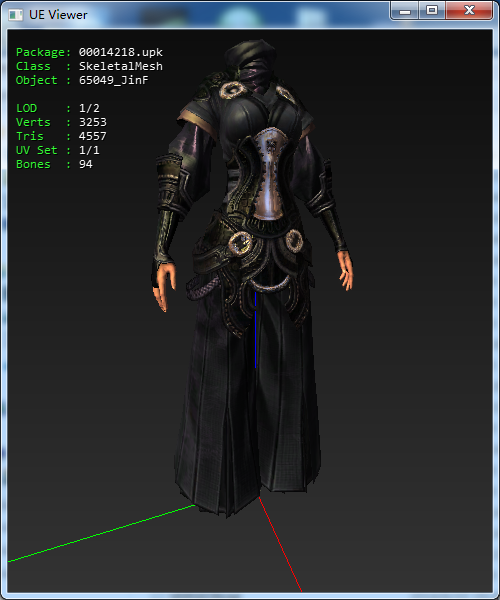 UE Viewer
Package: 00014218.upk
Class : SkeletalMesh
Object : 65049_JinF
LOD : 1/2
Verts : 3253
Tris : 4557
UV Set : 1/1
Bones : 94